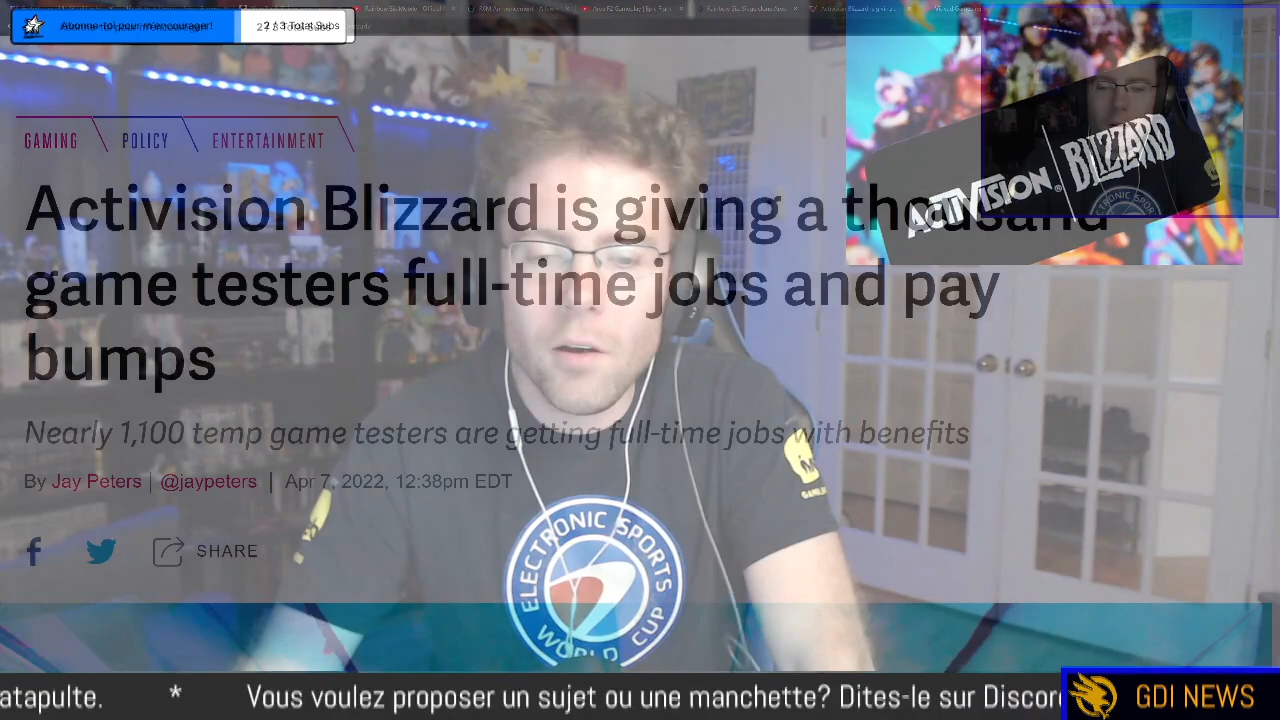 Abonne-toi pour m'encourager!
2 / 3 Total Subs
GAMING
POLICY
ENTERTAINMENT
Activision Blizzard is giving a thousand
game testers full-time jobs and pay
bumps
Nearly 1,100 temp game testers are getting full-time jobs with benefits
By Jay Peters | @jaypeters | Apr 7, 2022, 12:38pm EDT
SHARE
ACTIVISION® BLIZZARD
ELECTRONIC SPORTS
WORLD CUP
atapulte. * Vous voulez proposer un sujet ou une manchette? Dites-le sur Discor
GDI NEWS